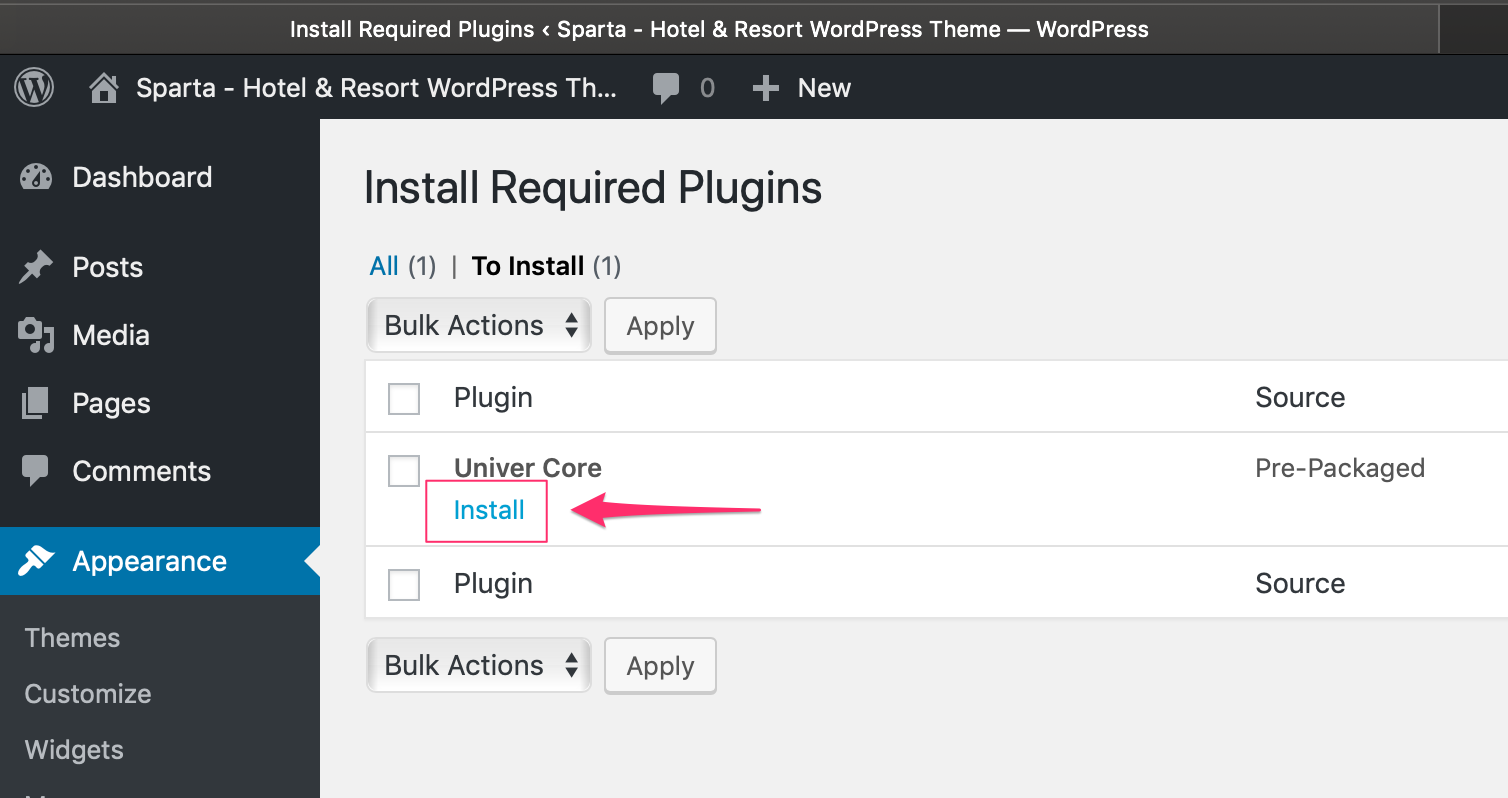 Install Required Plugins ‹ Sparta - Hotel & Resort WordPress Theme — WordPress
Sparta - Hotel & Resort WordPress Th... 0 New
Dashboard
Posts
Media
Pages
Comments
Appearance
Themes
Customize
Widgets
Install Required Plugins
All (1) | To Install (1)
Bulk Actions Apply
Plugin Source
Univer Core Pre-Packaged
Install
Plugin Source
Bulk Actions Apply